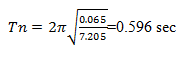 Tn = 2π√(0.065/7.205)=0.596 sec